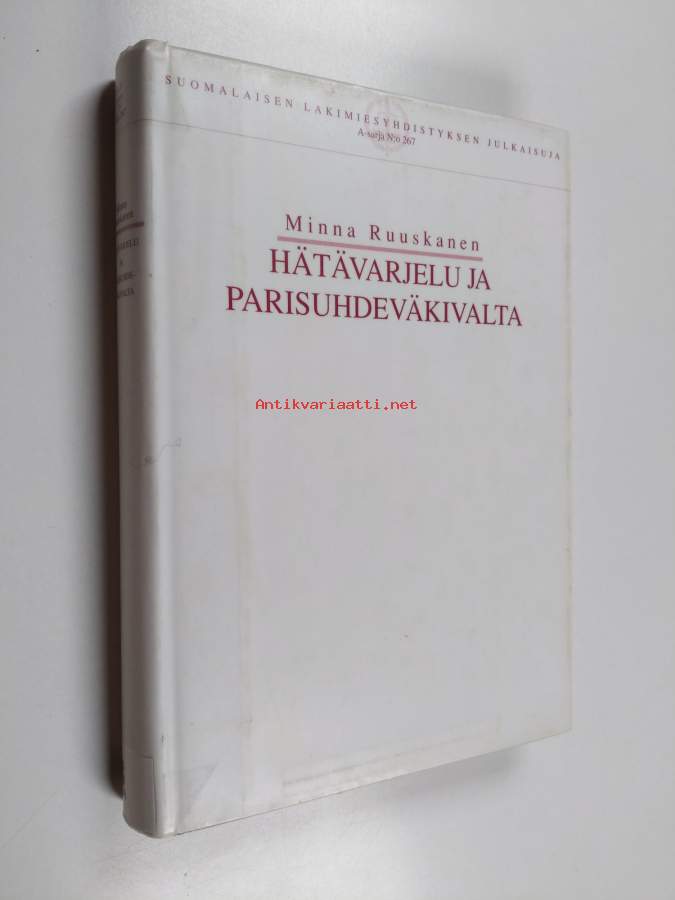 SUOMALAISEN LAKIMIESYHDISTYKSEN JULKAISUJA
A-sarja N:o 267
Minna Ruuskanen
HÄTÄVARJELU JA
PARISUHDEVÄKIVALTA
Antikvariaatti.net